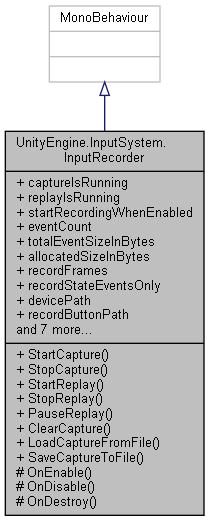 MonoBehaviour
UnityEngine.InputSystem.
InputRecorder
+ captureIsRunning
+ replayIsRunning
+ startRecordingWhenEnabled
+ eventCount
+ totalEventSizeInBytes
+ allocatedSizeInBytes
+ recordFrames
+ recordStateEventsOnly
+ devicePath
+ recordButtonPath
and 7 more...
+ StartCapture()
+ StopCapture()
+ StartReplay()
+ StopReplay()
+ PauseReplay()
+ ClearCapture()
+ LoadCaptureFromFile()
+ SaveCaptureToFile()
# OnEnable()
# OnDisable()
# OnDestroy()